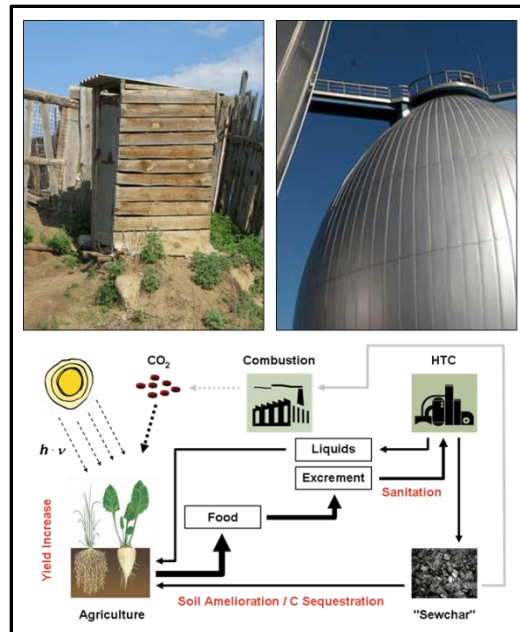 CO₂
Combustion
HTC
h · ν
Liquids
Excrement
Sanitation
Food
Yield Increase
Agriculture
Soil Amelioration / C Sequestration
"Sewchar"